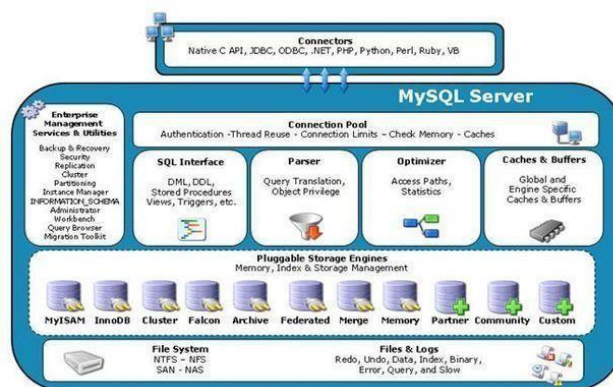 Connectors
Native C API, JDBC, ODBC, .NET, PHP, Python, Perl, Ruby, VB
MySQL Server
Enterprise
Management
Services & Utilities
Backup & Recovery
Security
Replication
Cluster
Partitioning
Instance Manager
INFORMATION_SCHEMA
Administrator
Workbench
Query Browser
Migration Toolkit
Connection Pool
Authentication -Thread Reuse - Connection Limits – Check Memory - Caches
SQL Interface
DML, DDL,
Stored Procedures
Views, Triggers, etc.
Parser
Query Translation,
Object Privilege
Optimizer
Access Paths,
Statistics
Caches & Buffers
Global and
Engine Specific
Caches & Buffers
Pluggable Storage Engines
Memory, Index & Storage Management
MyISAM InnoDB Cluster Falcon Archive Federated Merge Memory Partner Community Custom
File System
NTFS – NFS
SAN – NAS
Files & Logs
Redo, Undo, Data, Index, Binary,
Error, Query, and Slow